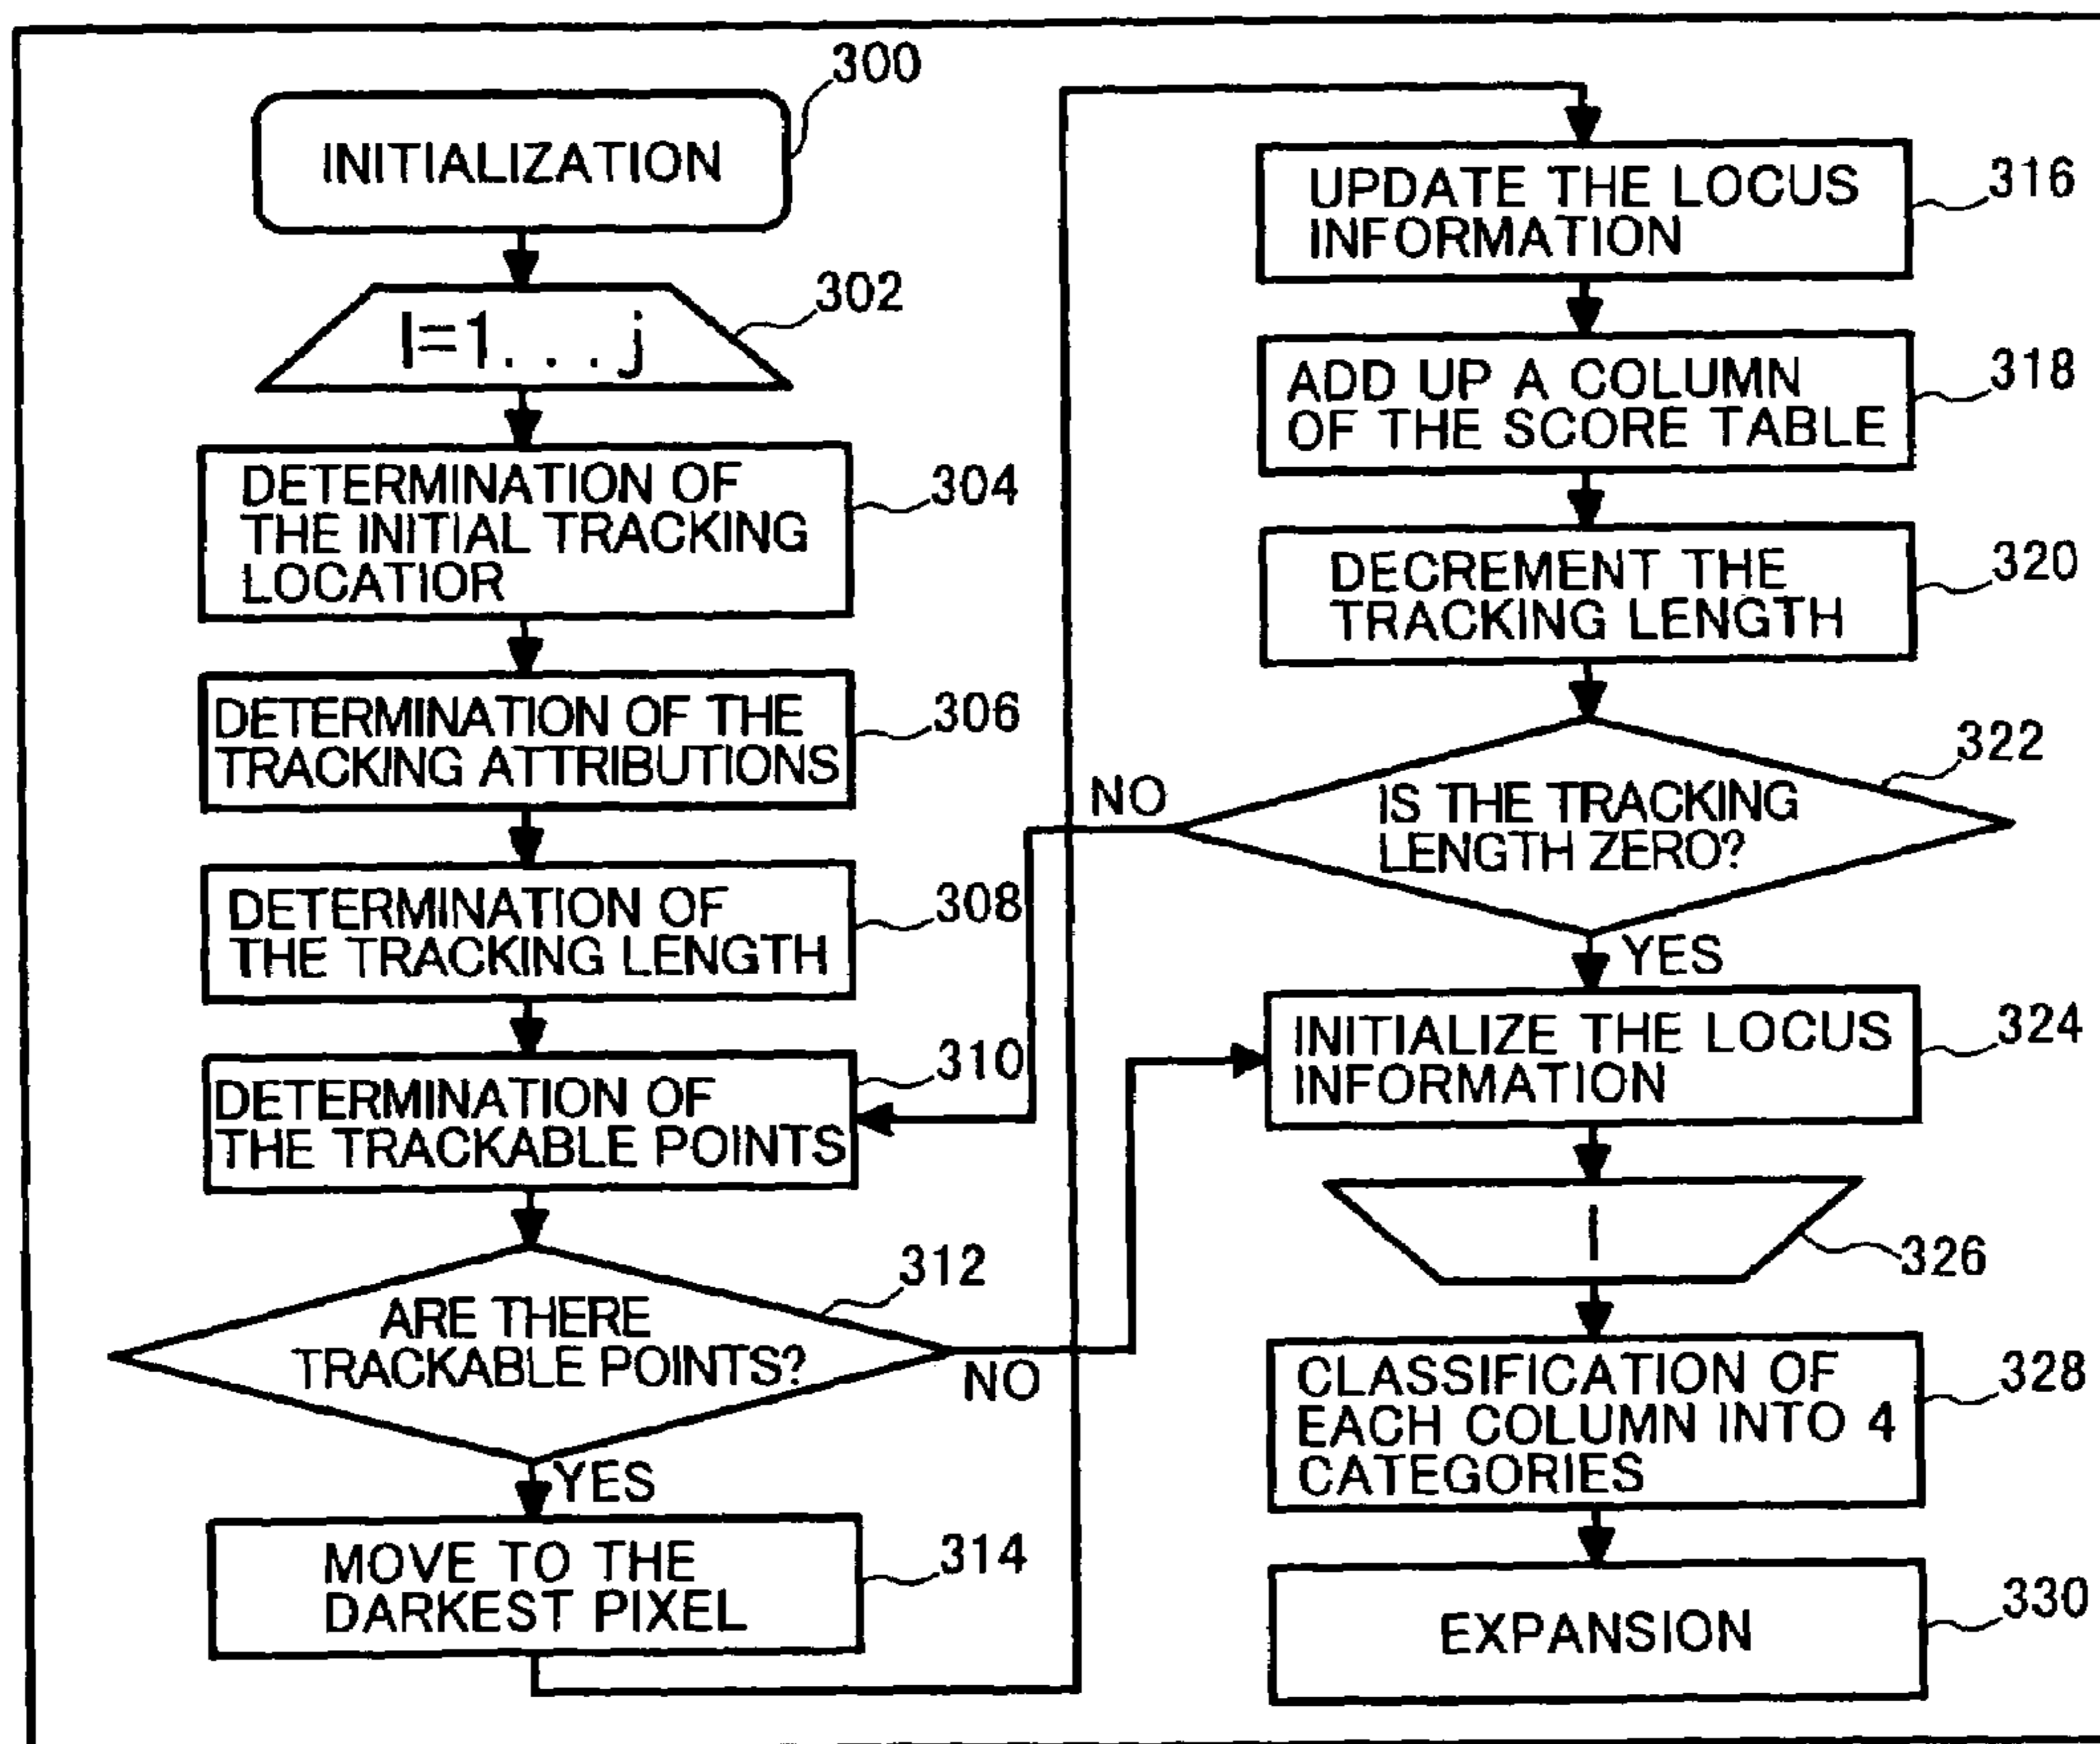 300
INITIALIZATION
302
I=1...j
304
DETERMINATION OF
THE INITIAL TRACKING
LOCATIOR
306
DETERMINATION OF THE
TRACKING ATTRIBUTIONS
308
DETERMINATION OF
THE TRACKING LENGTH
310
DETERMINATION OF
THE TRACKABLE POINTS
312
ARE THERE
TRACKABLE POINTS?
NO
YES
314
MOVE TO THE
DARKEST PIXEL
316
UPDATE THE LOCUS
INFORMATION
318
ADD UP A COLUMN
OF THE SCORE TABLE
320
DECREMENT THE
TRACKING LENGTH
322
NO
IS THE TRACKING
LENGTH ZERO?
YES
324
INITIALIZE THE LOCUS
INFORMATION
I
326
328
CLASSIFICATION OF
EACH COLUMN INTO 4
CATEGORIES
330
EXPANSION